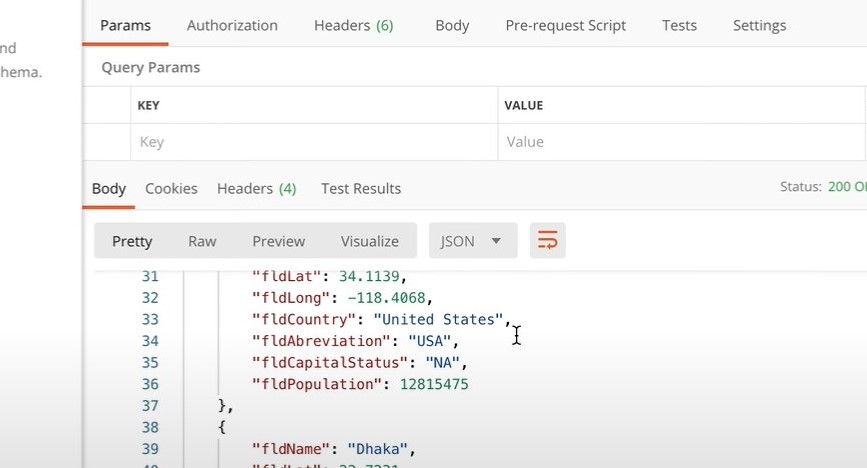 nd
hema.
Params Authorization Headers (6) Body Pre-request Script Tests Settings
Query Params
KEY VALUE
Key Value
Body Cookies Headers (4) Test Results Status: 200 O
Pretty Raw Preview Visualize JSON
31 "fldLat": 34.1139,
32 "fldLong": -118.4068,
33 "fldCountry": "United States",
34 "fldAbreviation": "USA",
35 "fldCapitalStatus": "NA",
36 "fldPopulation": 12815475
37 },
38 {
39 "fldName": "Dhaka",